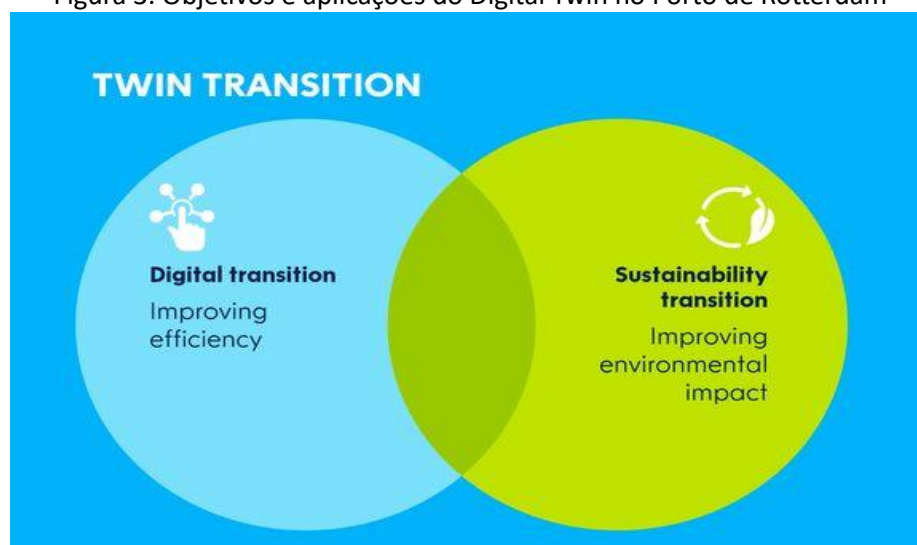 Figura : Objetivos e aplicações do Digital Twin no Porto de Rotterdam
TWIN TRANSITION
Digital transition
Improving
efficiency
Sustainability
transition
Improving
environmental
impact